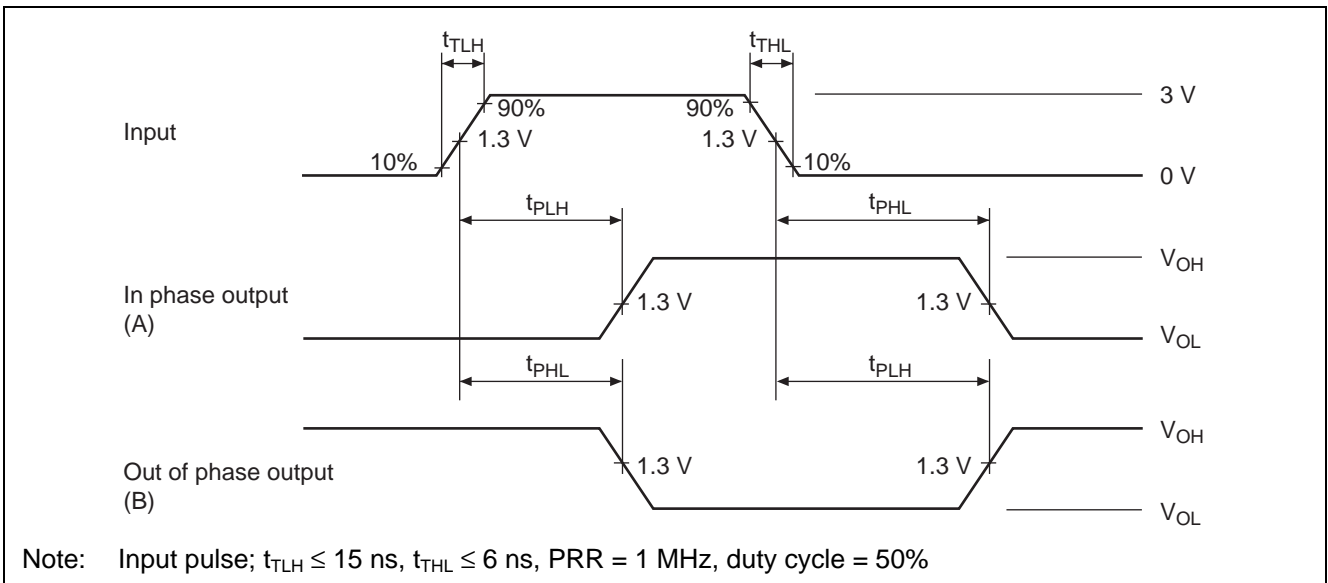 tTLH tTHL
90% 90% 3 V
Input 1.3 V 1.3 V
10% 10% 0 V
tPLH tPHL
VOH
In phase output
(A)
1.3 V 1.3 V
VOL
tPHL tPLH
VOH
Out of phase output
(B)
1.3 V 1.3 V
VOL
Note: Input pulse; tTLH ≤ 15 ns, tTHL ≤ 6 ns, PRR = 1 MHz, duty cycle = 50%